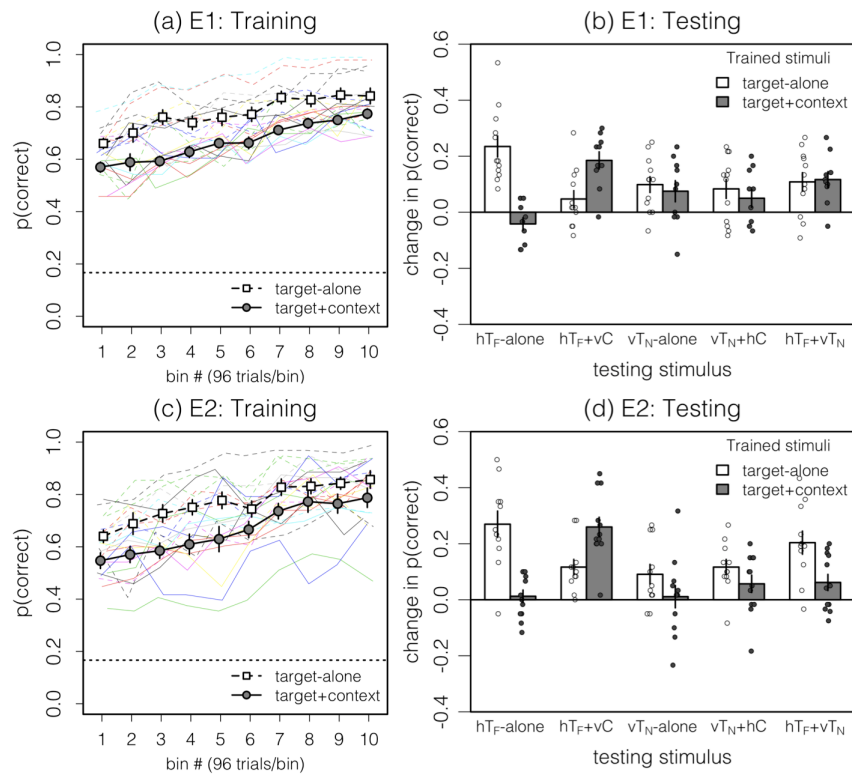 (a) E1: Training
p(correct)
1.0
0.8
0.6
0.4
0.2
0.0
target-alone
target+context
1 2 3 4 5 6 7 8 9 10
bin # (96 trials/bin)
(b) E1: Testing
change in p(correct)
0.6
0.4
0.2
0.0
-0.2
-0.4
Trained stimuli
target-alone
target+context
hT_F-alone hT_F+vC vT_N-alone vT_N+hC hT_F+vT_N
testing stimulus
(c) E2: Training
p(correct)
1.0
0.8
0.6
0.4
0.2
0.0
target-alone
target+context
1 2 3 4 5 6 7 8 9 10
bin # (96 trials/bin)
(d) E2: Testing
change in p(correct)
0.6
0.4
0.2
0.0
-0.2
-0.4
Trained stimuli
target-alone
target+context
hT_F-alone hT_F+vC vT_N-alone vT_N+hC hT_F+vT_N
testing stimulus